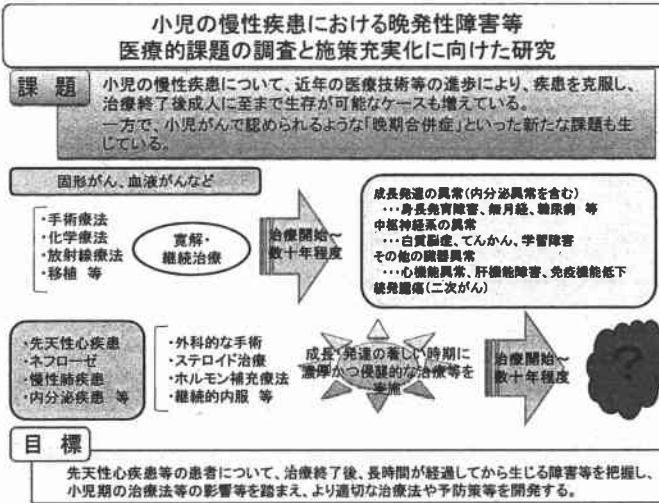 小児の慢性疾患における晩発性障害等
医療的課題の調査と施策充実化に向けた研究
課 題
小児の慢性疾患について、近年の医療技術等の進歩により、疾患を克服し、
治療終了後成人に至まで生存が可能なケースも増えている。
一方で、小児がんで認められるような「晩期合併症」といった新たな課題も生
じている。
固形がん、血液がんなど
・手術療法
・化学療法
・放射線療法
・移植 等
寛解・
継続治療
治療開始～
数十年程度
成長発達の異常(内分泌異常を含む)
…身長発育障害、無月経、糖尿病 等
中枢神経系の異常
…白質脳症、てんかん、学習障害
その他の臓器異常
…心機能異常、肝機能障害、免疫機能低下
続発腫瘍(二次がん)
・先天性心疾患
・ネフローゼ
・慢性肺疾患
・内分泌疾患 等
・外科的な手術
・ステロイド治療
・ホルモン補充療法
・継続的内服 等
成長・発達の著しい時期に
濃厚かつ侵襲的な治療等を
実施
治療開始～
数十年程度
?
目 標
先天性心疾患等の患者について、治療終了後、長時間が経過してから生じる障害等を把握し、
小児期の治療法等の影響等を踏まえ、より適切な治療法や予防策等を開発する。